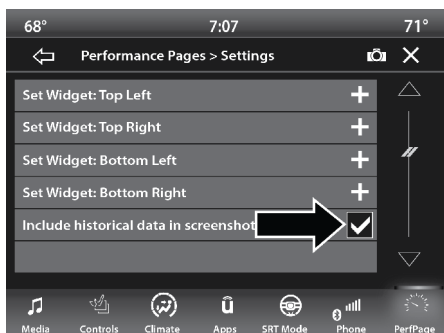 68° 7:07 71°
Performance Pages > Settings
Set Widget: Top Left
Set Widget: Top Right
Set Widget: Bottom Left
Set Widget: Bottom Right
Include historical data in screenshot
Media Controls Climate Apps SRT Mode Phone PerfPage